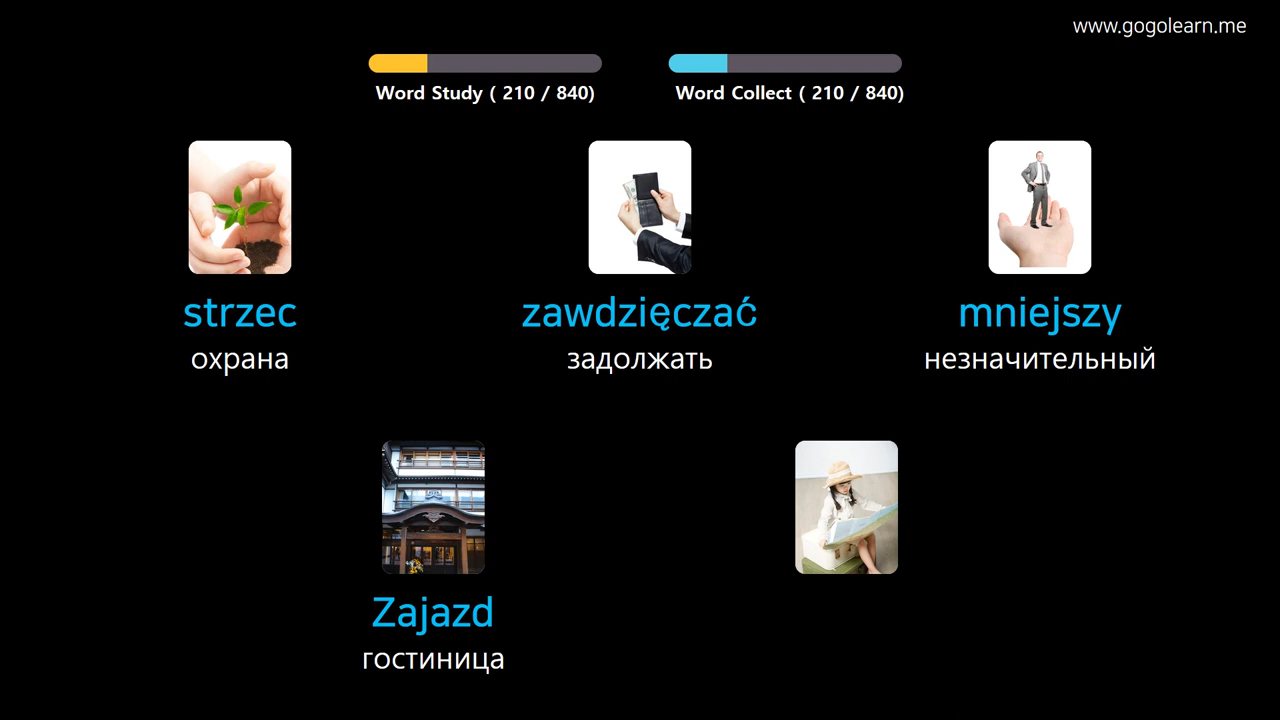 www.gogolearn.me
Word Study ( 210 / 840)
Word Collect ( 210 / 840)
strzec
охрана
zawdzięczać
задолжать
mniejszy
незначительный
Zajazd
гостиница